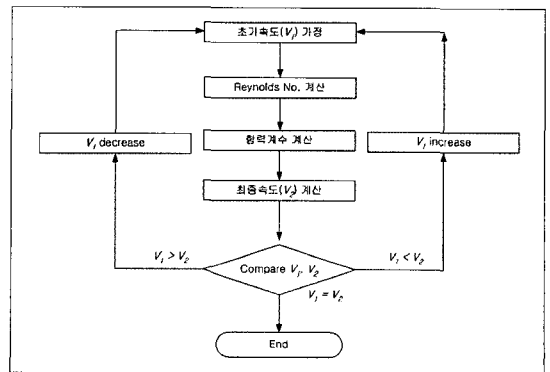 초기속도(V₁) 가정
Reynolds No. 계산
V₁ decrease
항력계수 계산
V₁ increase
최종속도(V₂) 계산
V₁ > V₂
Compare V₁, V₂
V₁ < V₂
V₁ = V₂
End